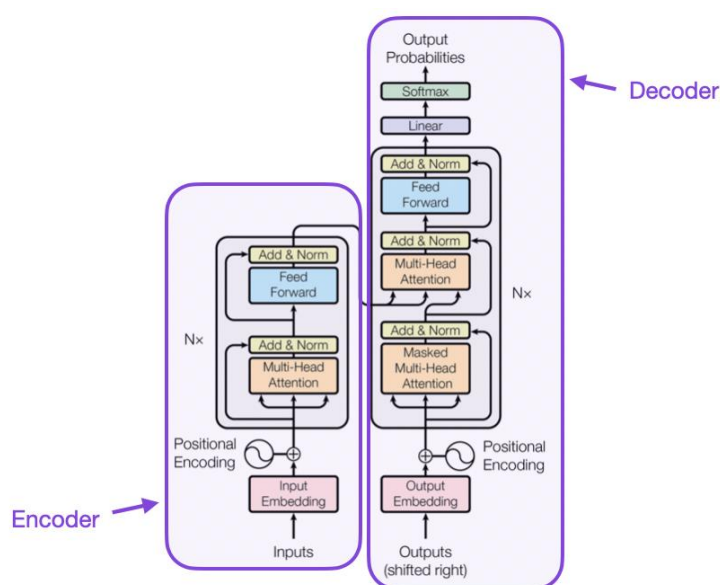 Output
Probabilities
Softmax
Linear
Add & Norm
Feed
Forward
Add & Norm
Multi-Head
Attention
Add & Norm
Masked
Multi-Head
Attention
N×
Positional
Encoding
Output
Embedding
Outputs
(shifted right)
Decoder
Add & Norm
Feed
Forward
Add & Norm
Multi-Head
Attention
N×
Positional
Encoding
Input
Embedding
Inputs
Encoder